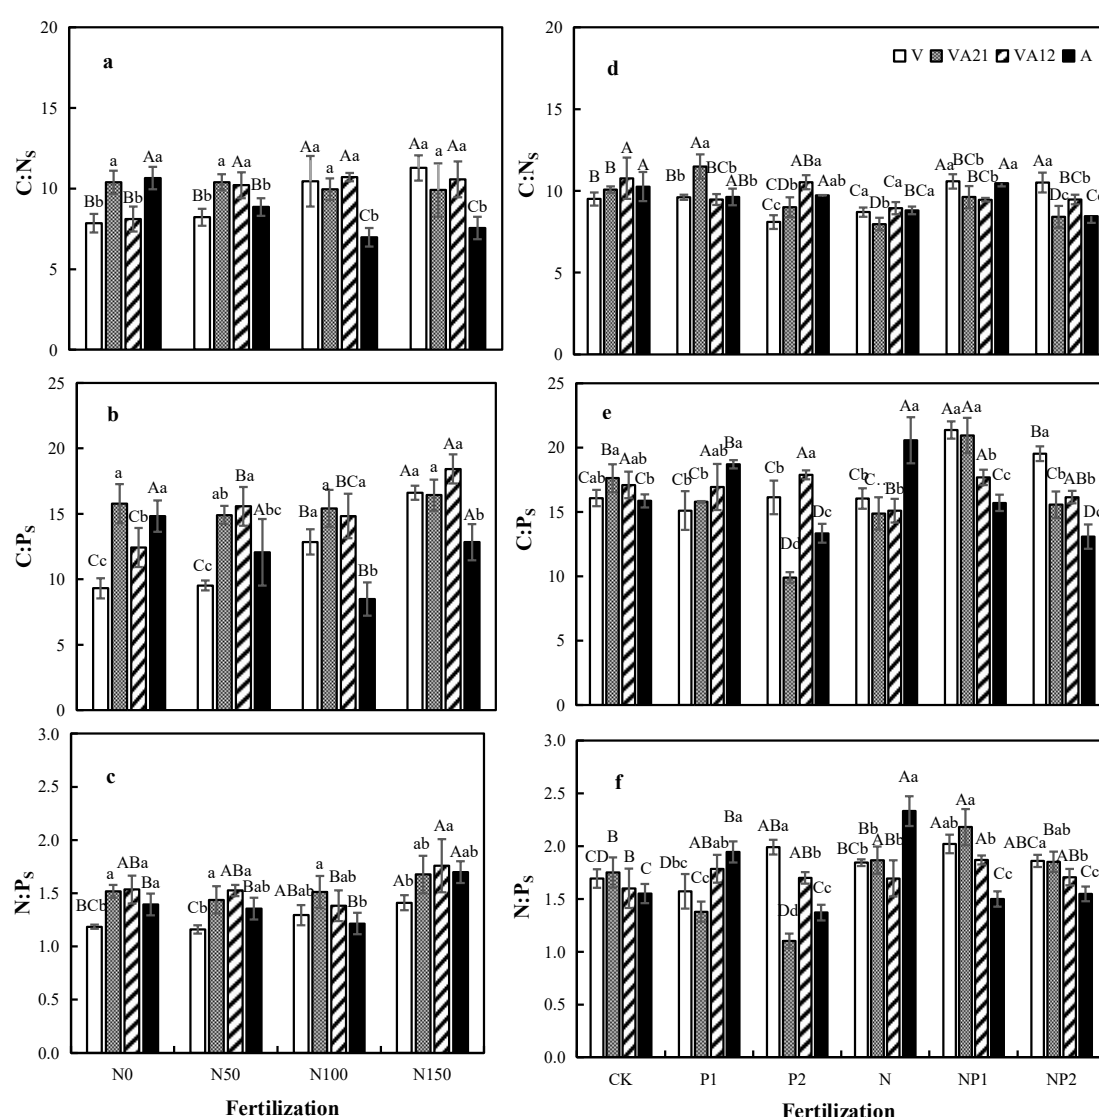 20
15
10
5
0
C:NS
a
Bb a Bb Aa
Bb a Aa Bb
Aa a Aa Cb
Aa a Aa Cb
20
15
10
5
0
d
V VA21 VA12 A
B B A A
Bb Aa BCb ABb
Cc CDb ABa Aab
Ca Db Ca BCa
Aa BCb BCb Aa
Aa Dc BCb Cc
25
20
15
10
5
0
C:PS
b
Cc a Cb Aa
Cc ab Ba Abc
Ba a BCa Bb
Aa a Aa Ab
25
20
15
10
5
0
C:PS
e
Cab Ba Aab Cb
Cb Cb Aab Ba
Cb Dd Aa Dc
Cb C… Bb Aa
Aa Aa Ab Cc
Ba Cb ABb Dc
3.0
2.5
2.0
1.5
1.0
0.5
0.0
N:PS
c
BCb a ABa Ba
Cb a ABa Bab
ABab a Bab Bb
Ab ab Aa Aab
N0 N50 N100 N150
Fertilization
3.0
2.5
2.0
1.5
1.0
0.5
0.0
N:PS
f
CD B B C
Dbc Cc ABab Ba
ABa Dd ABb Cc
BCb Bb ABb Aa
Aab Aa Ab Cc
ABCa Bab ABb Cc
CK P1 P2 N NP1 NP2
Fertilization
C:NS